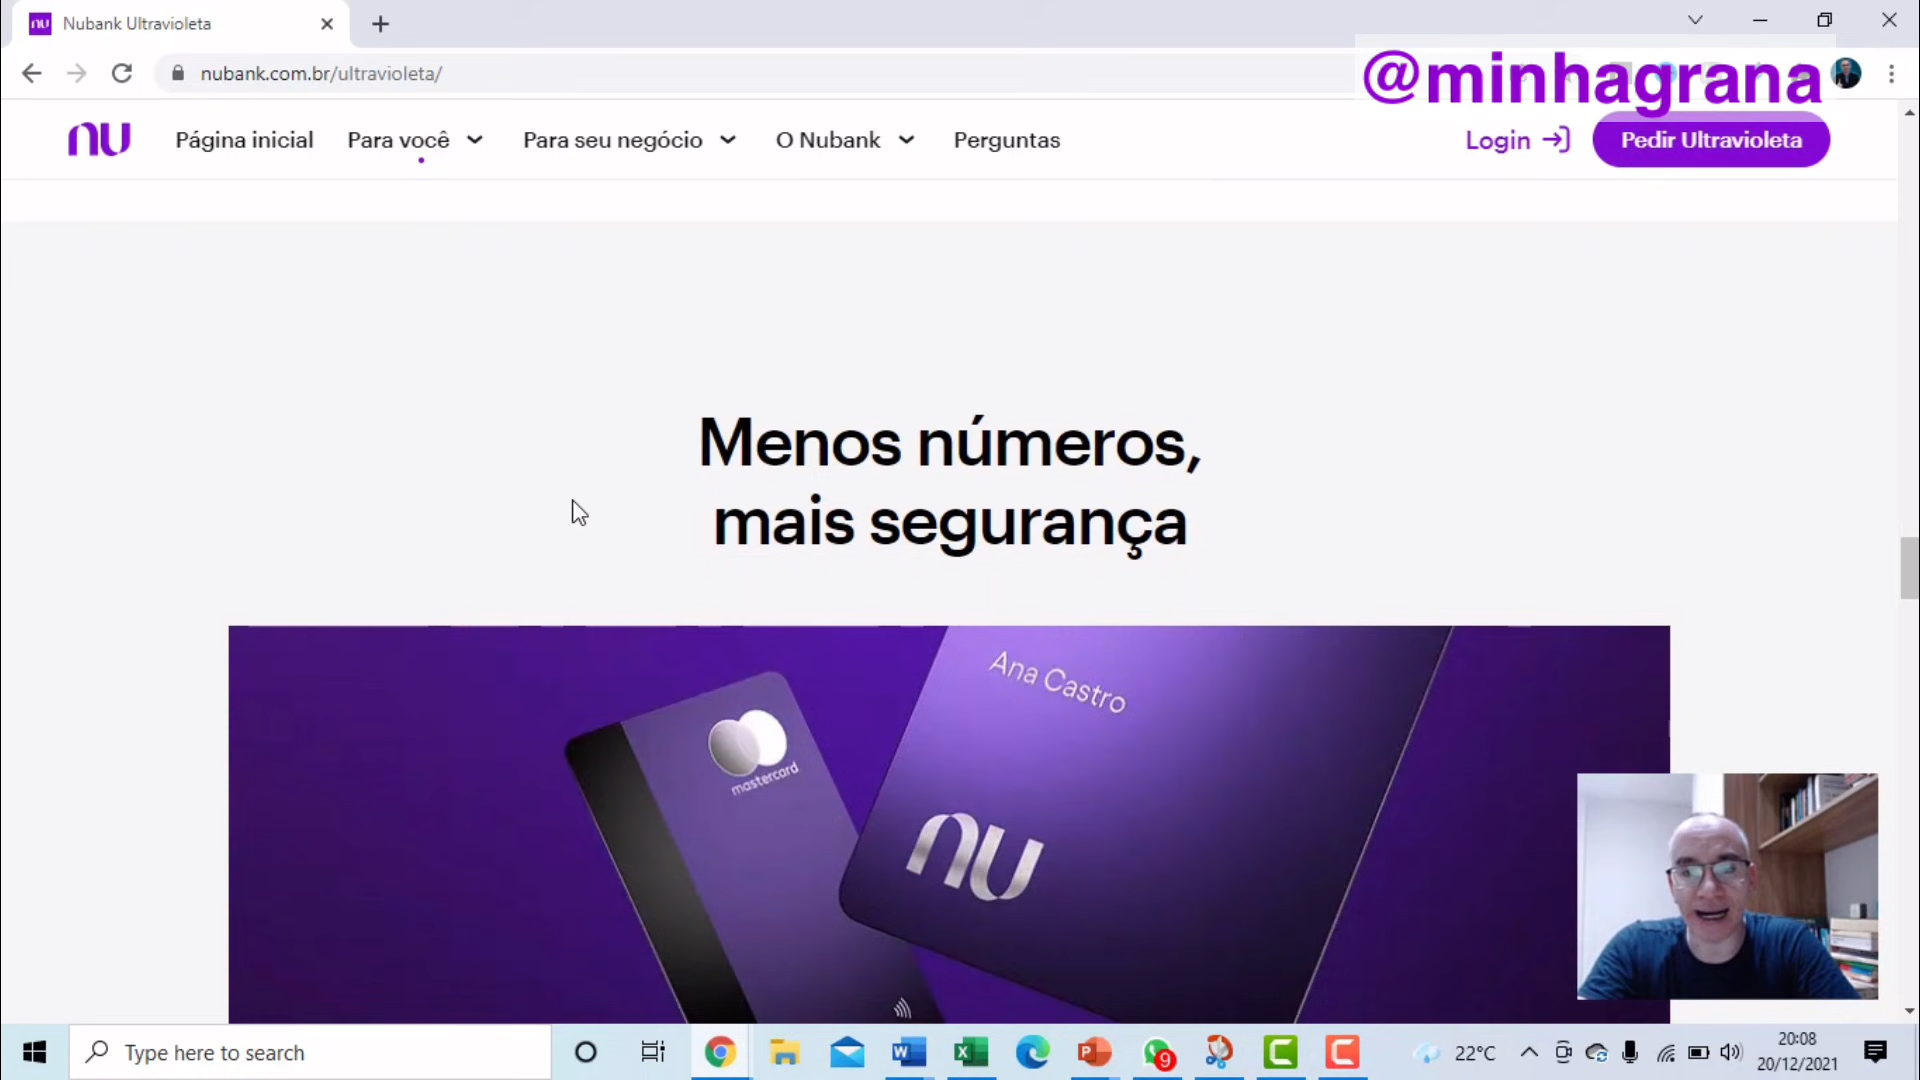 nu Nubank Ultravioleta
nubank.com.br/ultravioleta/
@minhagrana
nu Página inicial Para você Para seu negócio O Nubank Perguntas Login Pedir Ultravioleta
Menos números,
mais segurança
Ana Castro
mastercard
nu
Type here to search
9
22°C
20:08
20/12/2021